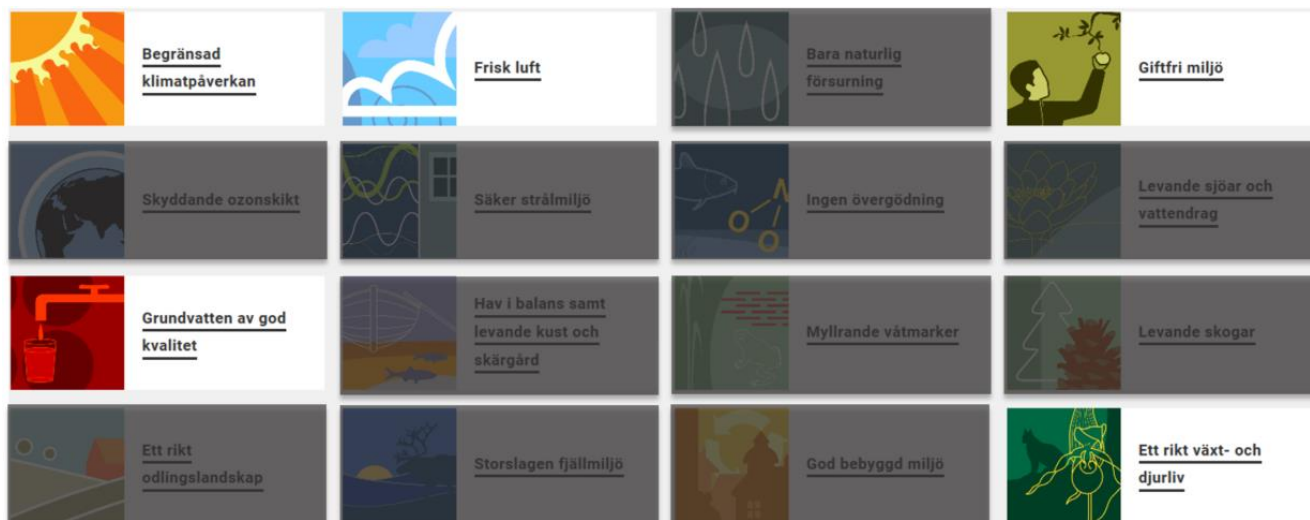 Begränsad
klimatpåverkan
Frisk luft
Bara naturlig
försurning
Giftfri miljö
Skyddande ozonskikt
Säker strålmiljö
Ingen övergödning
Levande sjöar och
vattendrag
Grundvatten av god
kvalitet
Hav i balans samt
levande kust och
skärgård
Myllrande våtmarker
Levande skogar
Ett rikt
odlingslandskap
Storslagen fjällmiljö
God bebyggd miljö
Ett rikt växt- och
djurliv